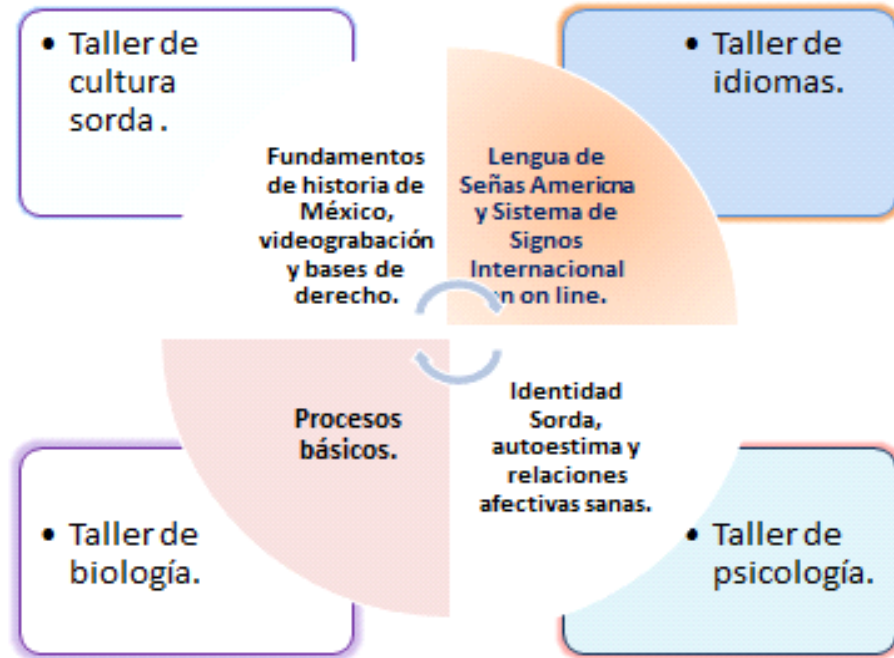 • Taller de
cultura
sorda .
Fundamentos
de historia de
México,
videograbación
y bases de
derecho.
• Taller de
idiomas.
Lengua de
Señas Americna
y Sistema de
Signos
Internacional
en on line.
Procesos
básicos.
• Taller de
biología.
Identidad
Sorda,
autoestima y
relaciones
afectivas sanas.
• Taller de
psicología.